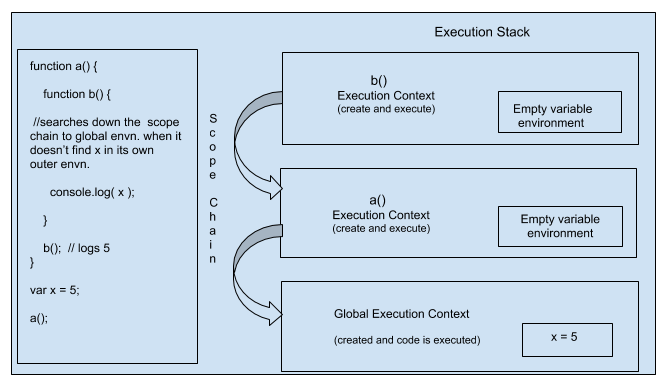 Execution Stack
function a() {
function b() {
//searches down the scope
chain to global envn. when it
doesn't find x in its own
outer envn.
console.log( x );
}
b(); // logs 5
}
var x = 5;
a();
Scope Chain
b()
Execution Context
(create and execute)
Empty variable
environment
a()
Execution Context
(create and execute)
Empty variable
environment
Global Execution Context
(created and code is executed)
x = 5